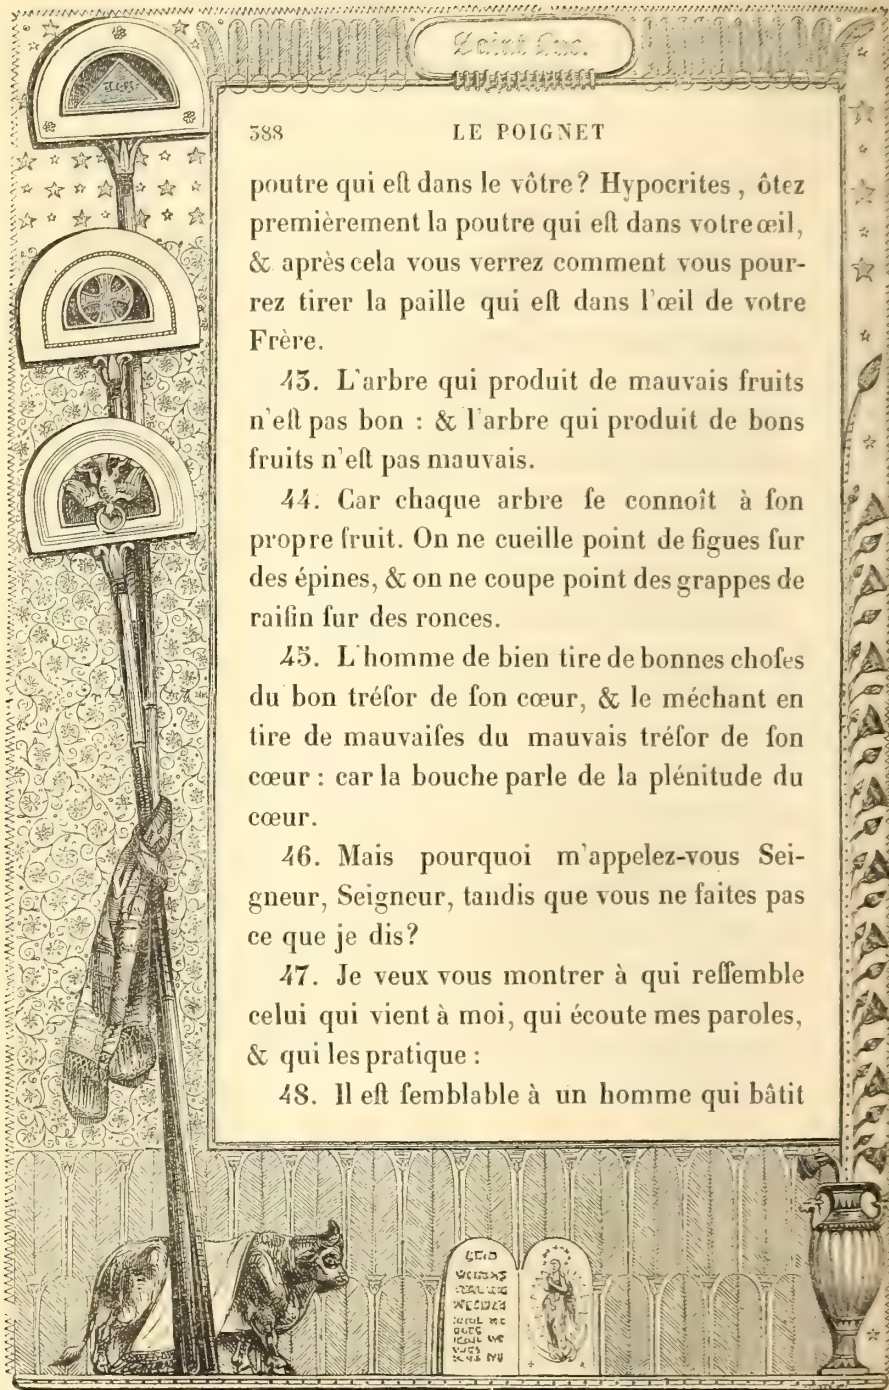 Saint Luc.
388 LE POIGNET
poutre qui eſt dans le vôtre? Hypocrites, ôtez
premièrement la poutre qui eſt dans votre œil,
& après cela vous verrez comment vous pour-
rez tirer la paille qui eſt dans l'œil de votre
Frère.
43. L'arbre qui produit de mauvais fruits
n'eſt pas bon : & l'arbre qui produit de bons
fruits n'eſt pas mauvais.
44. Car chaque arbre ſe connoît à ſon
propre fruit. On ne cueille point de figues ſur
des épines, & on ne coupe point des grappes de
raiſin ſur des ronces.
45. L'homme de bien tire de bonnes choſes
du bon tréſor de ſon cœur, & le méchant en
tire de mauvaiſes du mauvais tréſor de ſon
cœur : car la bouche parle de la plénitude du
cœur.
46. Mais pourquoi m'appelez-vous Sei-
gneur, Seigneur, tandis que vous ne faites pas
ce que je dis?
47. Je veux vous montrer à qui reſſemble
celui qui vient à moi, qui écoute mes paroles,
& qui les pratique :
48. Il eſt ſemblable à un homme qui bâtit